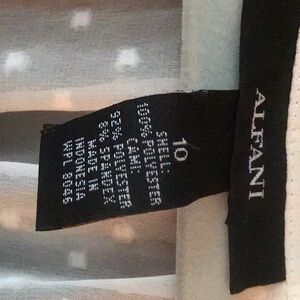 ALFANI
10
SHELL:
100% POLYESTER
CAMI:
92% POLYESTER
8% SPANDEX
MADE IN
INDONESIA
WPL 8046